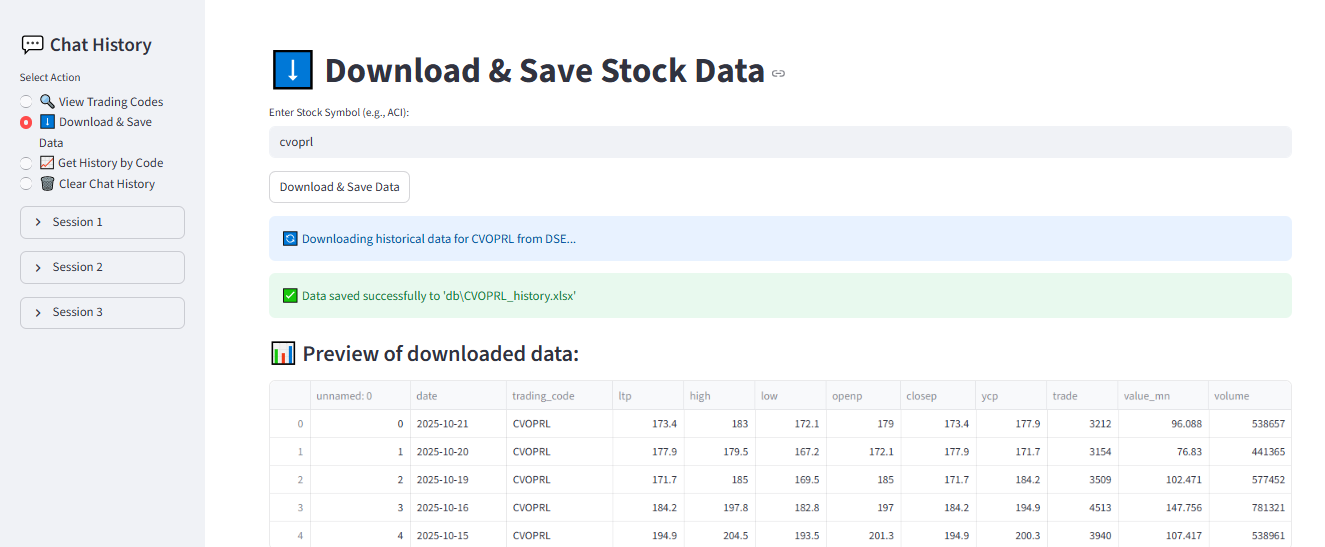 Chat History
Select Action
View Trading Codes
Download & Save
Data
Get History by Code
Clear Chat History
Session 1
Session 2
Session 3
Download & Save Stock Data
Enter Stock Symbol (e.g., ACI):
cvoprl
Download & Save Data
Downloading historical data for CVOPRL from DSE...
Data saved successfully to 'db\CVOPRL_history.xlsx'
Preview of downloaded data:
unnamed: 0 date trading_code ltp high low openp closep ycp trade value_mn volume
0 0 2025-10-21 CVOPRL 173.4 183 172.1 179 173.4 177.9 3212 96.088 538657
1 1 2025-10-20 CVOPRL 177.9 179.5 167.2 172.1 177.9 171.7 3154 76.83 441365
2 2 2025-10-19 CVOPRL 171.7 185 169.5 185 171.7 184.2 3509 102.471 577452
3 3 2025-10-16 CVOPRL 184.2 197.8 182.8 197 184.2 194.9 4513 147.756 781321
4 4 2025-10-15 CVOPRL 194.9 204.5 193.5 201.3 194.9 200.3 3940 107.417 538961